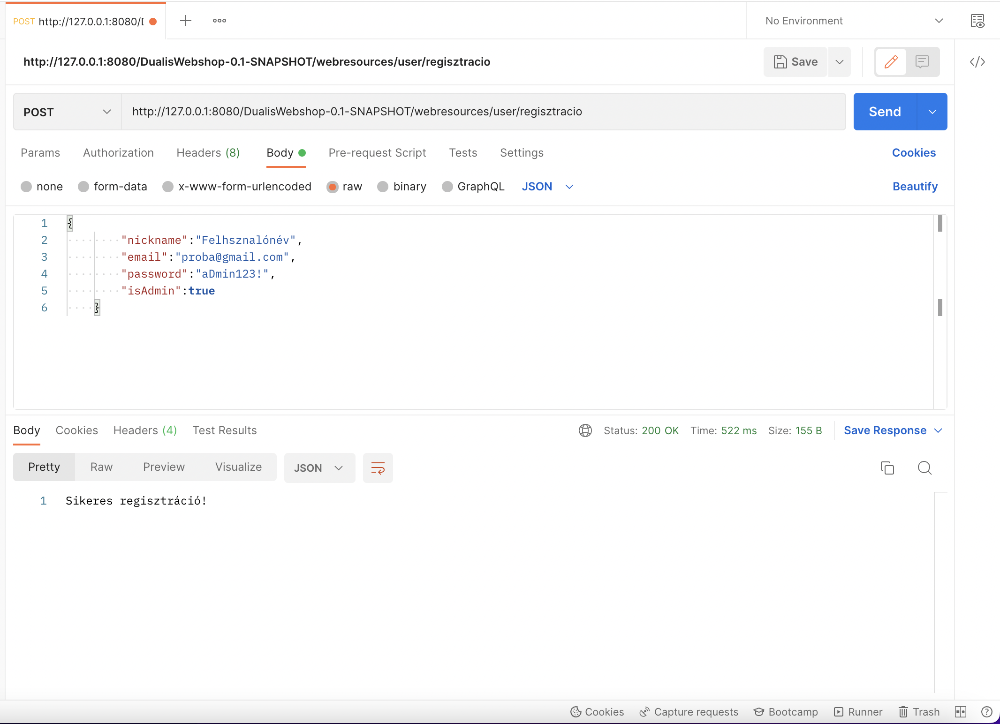 POST http://127.0.0.1:8080/[
No Environment
http://127.0.0.1:8080/DualisWebshop-0.1-SNAPSHOT/webresources/user/regisztracio
Save
POST
http://127.0.0.1:8080/DualisWebshop-0.1-SNAPSHOT/webresources/user/regisztracio
Send
Params Authorization Headers (8) Body Pre-request Script Tests Settings Cookies
none form-data x-www-form-urlencoded raw binary GraphQL JSON Beautify
1 {
2 "nickname":"Felhsznalónév",
3 "email":"proba@gmail.com",
4 "password":"aDmin123!",
5 "isAdmin":true
6 }
Body Cookies Headers (4) Test Results Status: 200 OK Time: 522 ms Size: 155 B Save Response
Pretty Raw Preview Visualize JSON
1 Sikeres regisztráció!
Cookies Capture requests Bootcamp Runner Trash